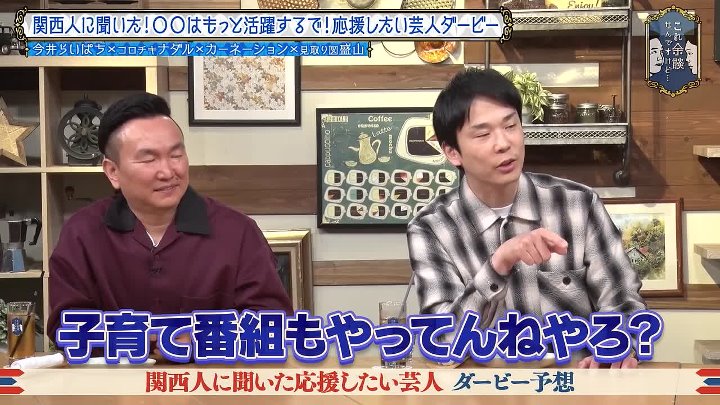 関西人に聞いた!〇〇はもっと活躍するで!応援したい芸人ダービー
今井らいぱち×コロチキナダル×カーネーション×見取り図盛山
これ余談
なんですけど…
Coffee
Latte
cappuccino
子育て番組もやってんねやろ?
関西人に聞いた応援したい芸人 ダービー予想